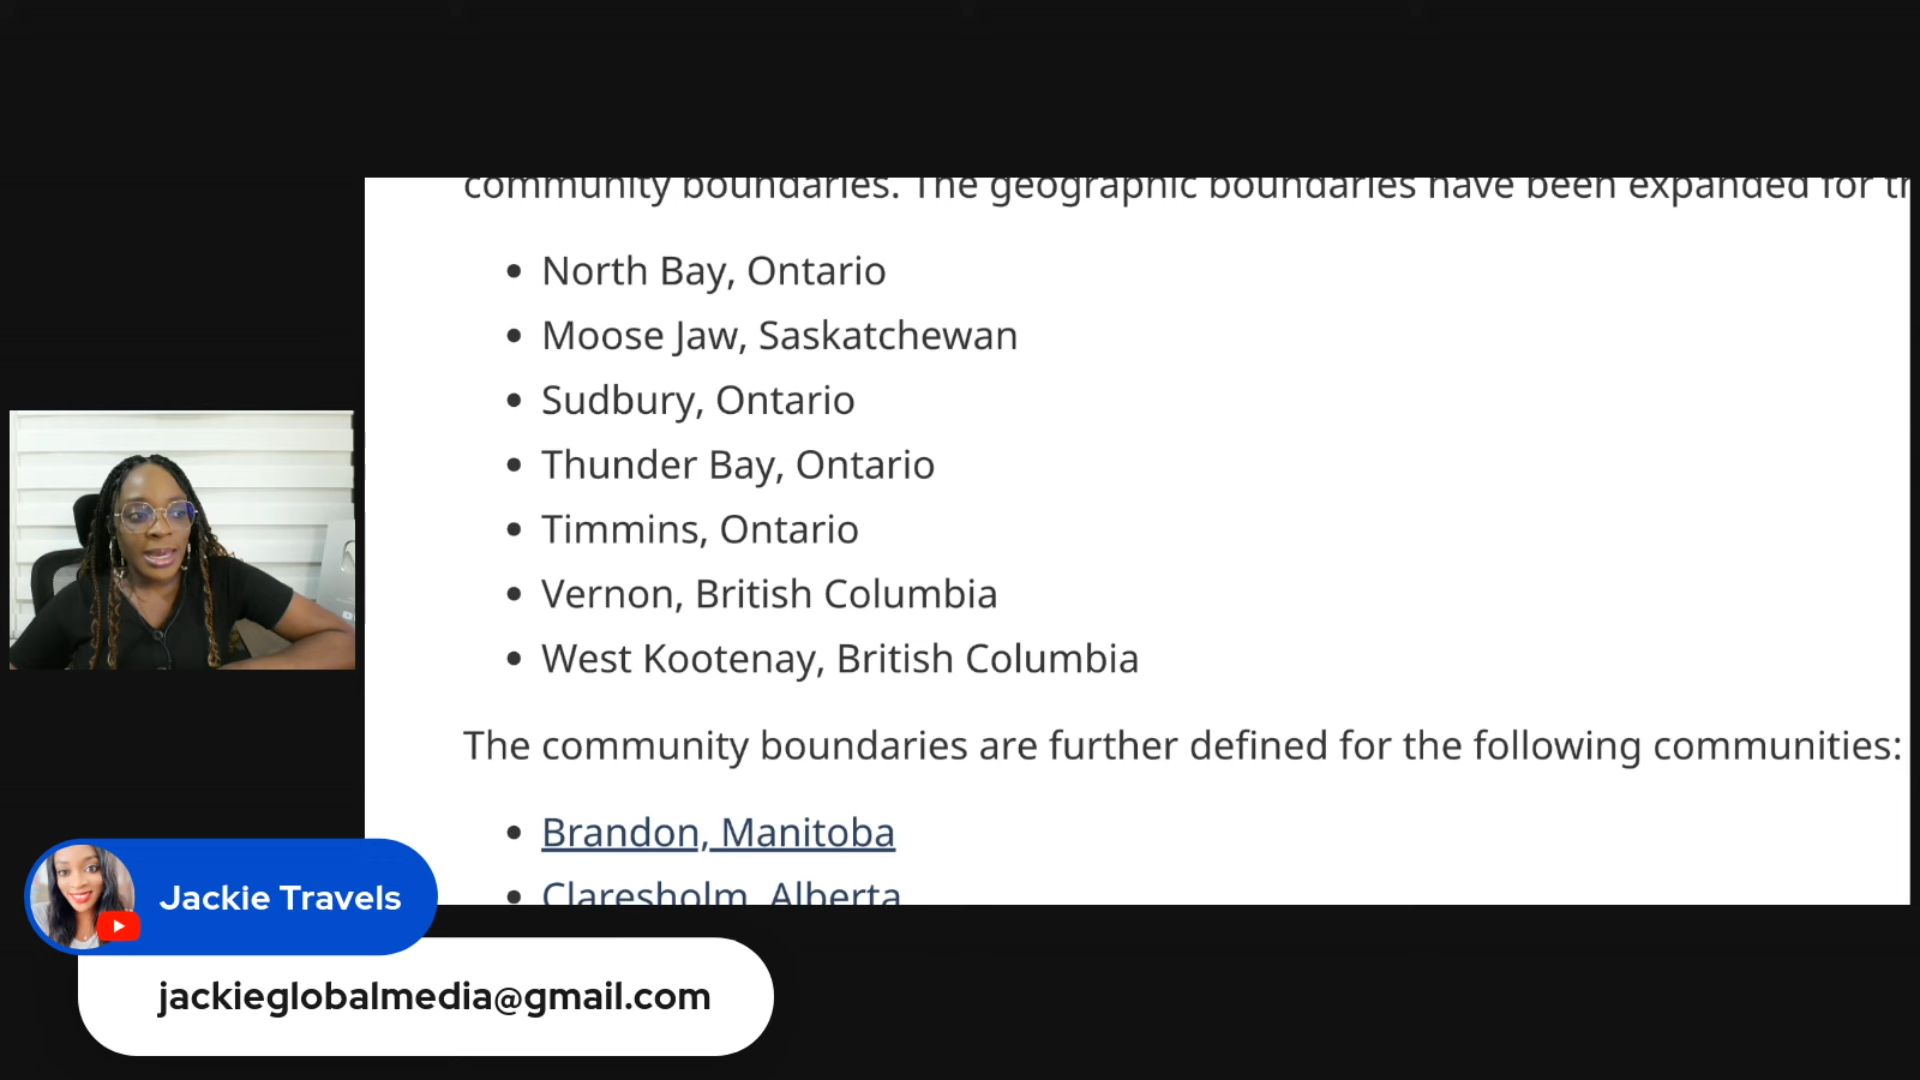 community boundaries. The geographic boundaries have been expanded for
North Bay, Ontario
Moose Jaw, Saskatchewan
Sudbury, Ontario
Thunder Bay, Ontario
Timmins, Ontario
Vernon, British Columbia
West Kootenay, British Columbia
The community boundaries are further defined for the following communities:
Brandon, Manitoba
Claresholm, Alberta
Jackie Travels
jackieglobalmedia@gmail.com